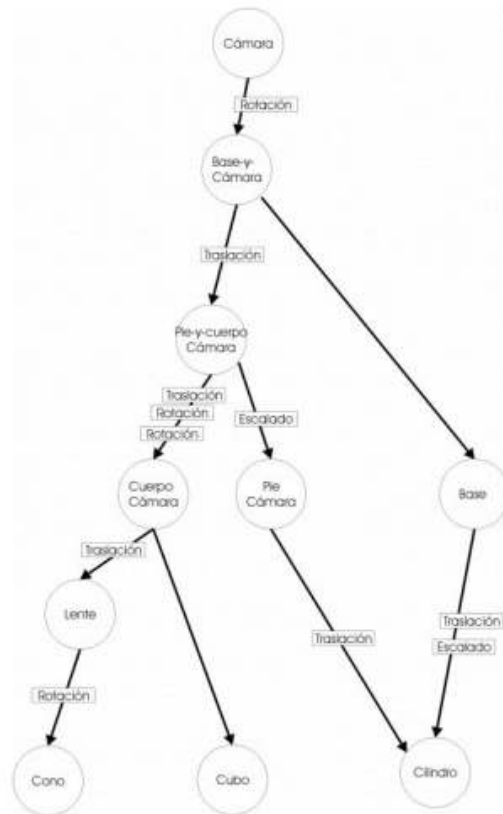 Cámara
Rotación
Base-y-
Cámara
Traslación
Pie-y-cuerpo
Cámara
Traslación
Rotación
Rotación
Escalado
Cuerpo
Cámara
Pie
Cámara
Base
Traslación
Lente
Traslación
Traslación
Escalado
Rotación
Cono
Cubo
Cilindro